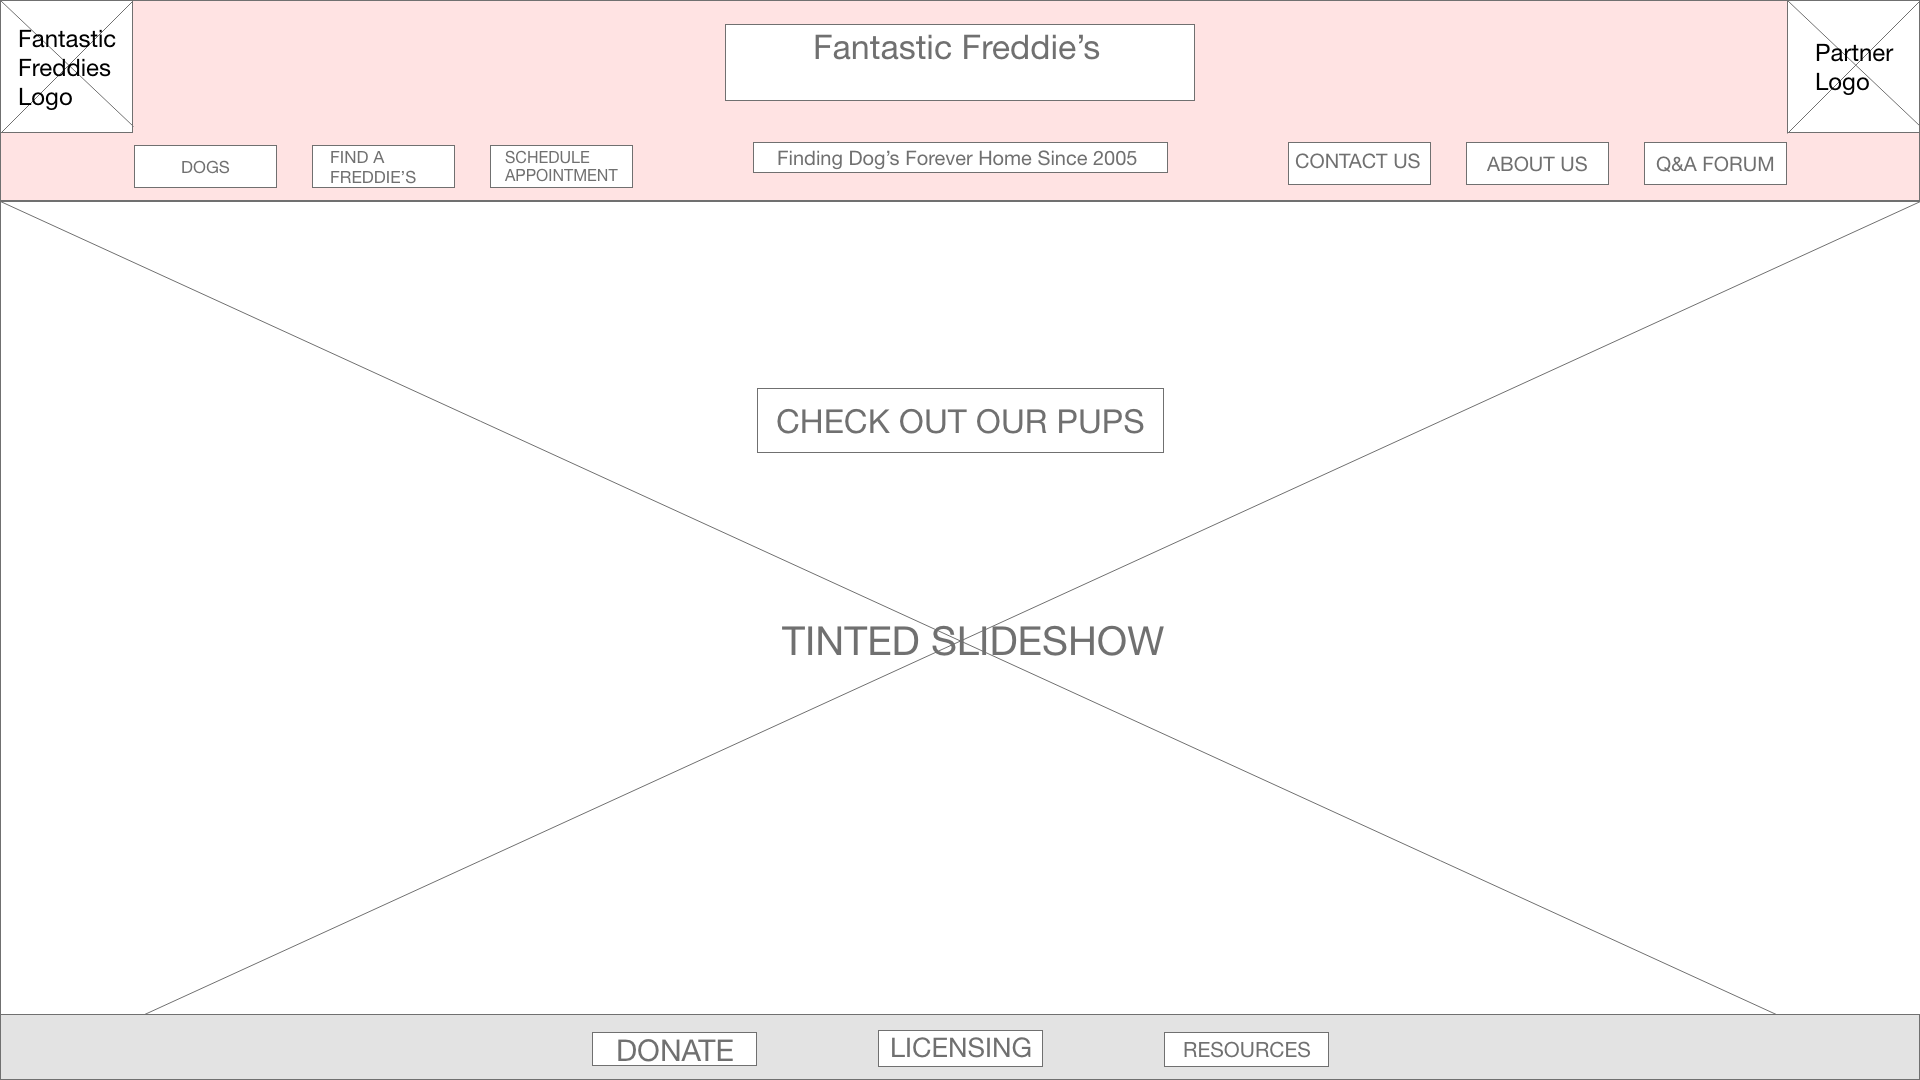 Fantastic
Freddies
Logo
Fantastic Freddie’s
Partner
Logo
DOGS
FIND A
FREDDIE’S
SCHEDULE
APPOINTMENT
Finding Dog’s Forever Home Since 2005
CONTACT US
ABOUT US
Q&A FORUM
CHECK OUT OUR PUPS
TINTED SLIDESHOW
DONATE
LICENSING
RESOURCES